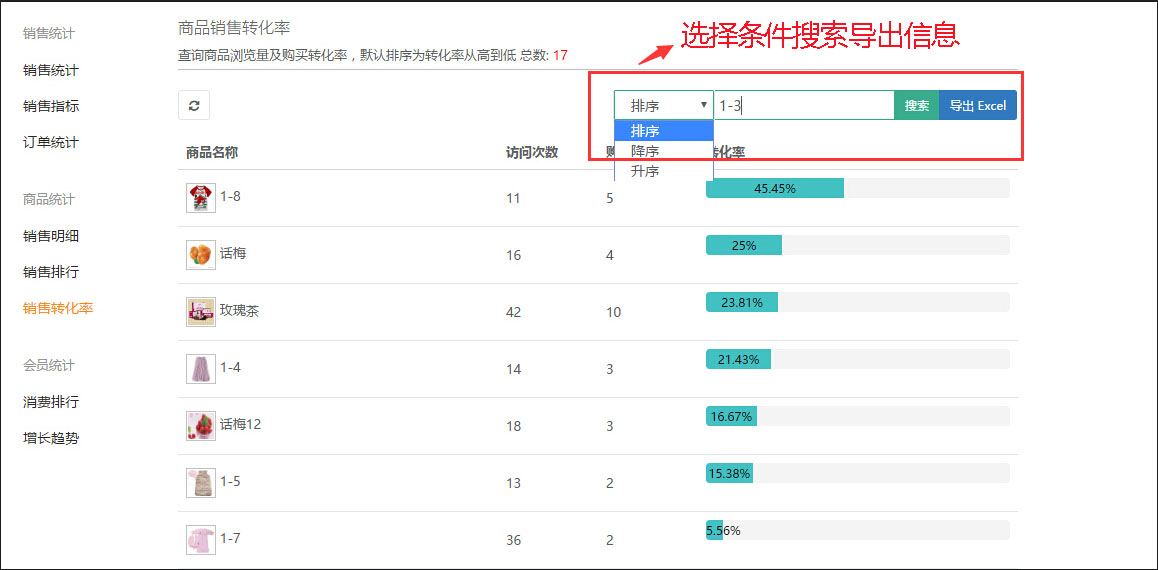 销售统计
销售统计
销售指标
订单统计
商品统计
销售明细
销售排行
销售转化率
会员统计
消费排行
增长趋势
商品销售转化率
查询商品浏览量及购买转化率，默认排序为转化率从高到低 总数: 17
选择条件搜索导出信息
排序 1-3 搜索 导出 Excel
排序
降序
升序
商品名称 访问次数 转化率
1-8 11 5 45.45%
话梅 16 4 25%
玫瑰茶 42 10 23.81%
1-4 14 3 21.43%
话梅12 18 3 16.67%
1-5 13 2 15.38%
1-7 36 2 5.56%